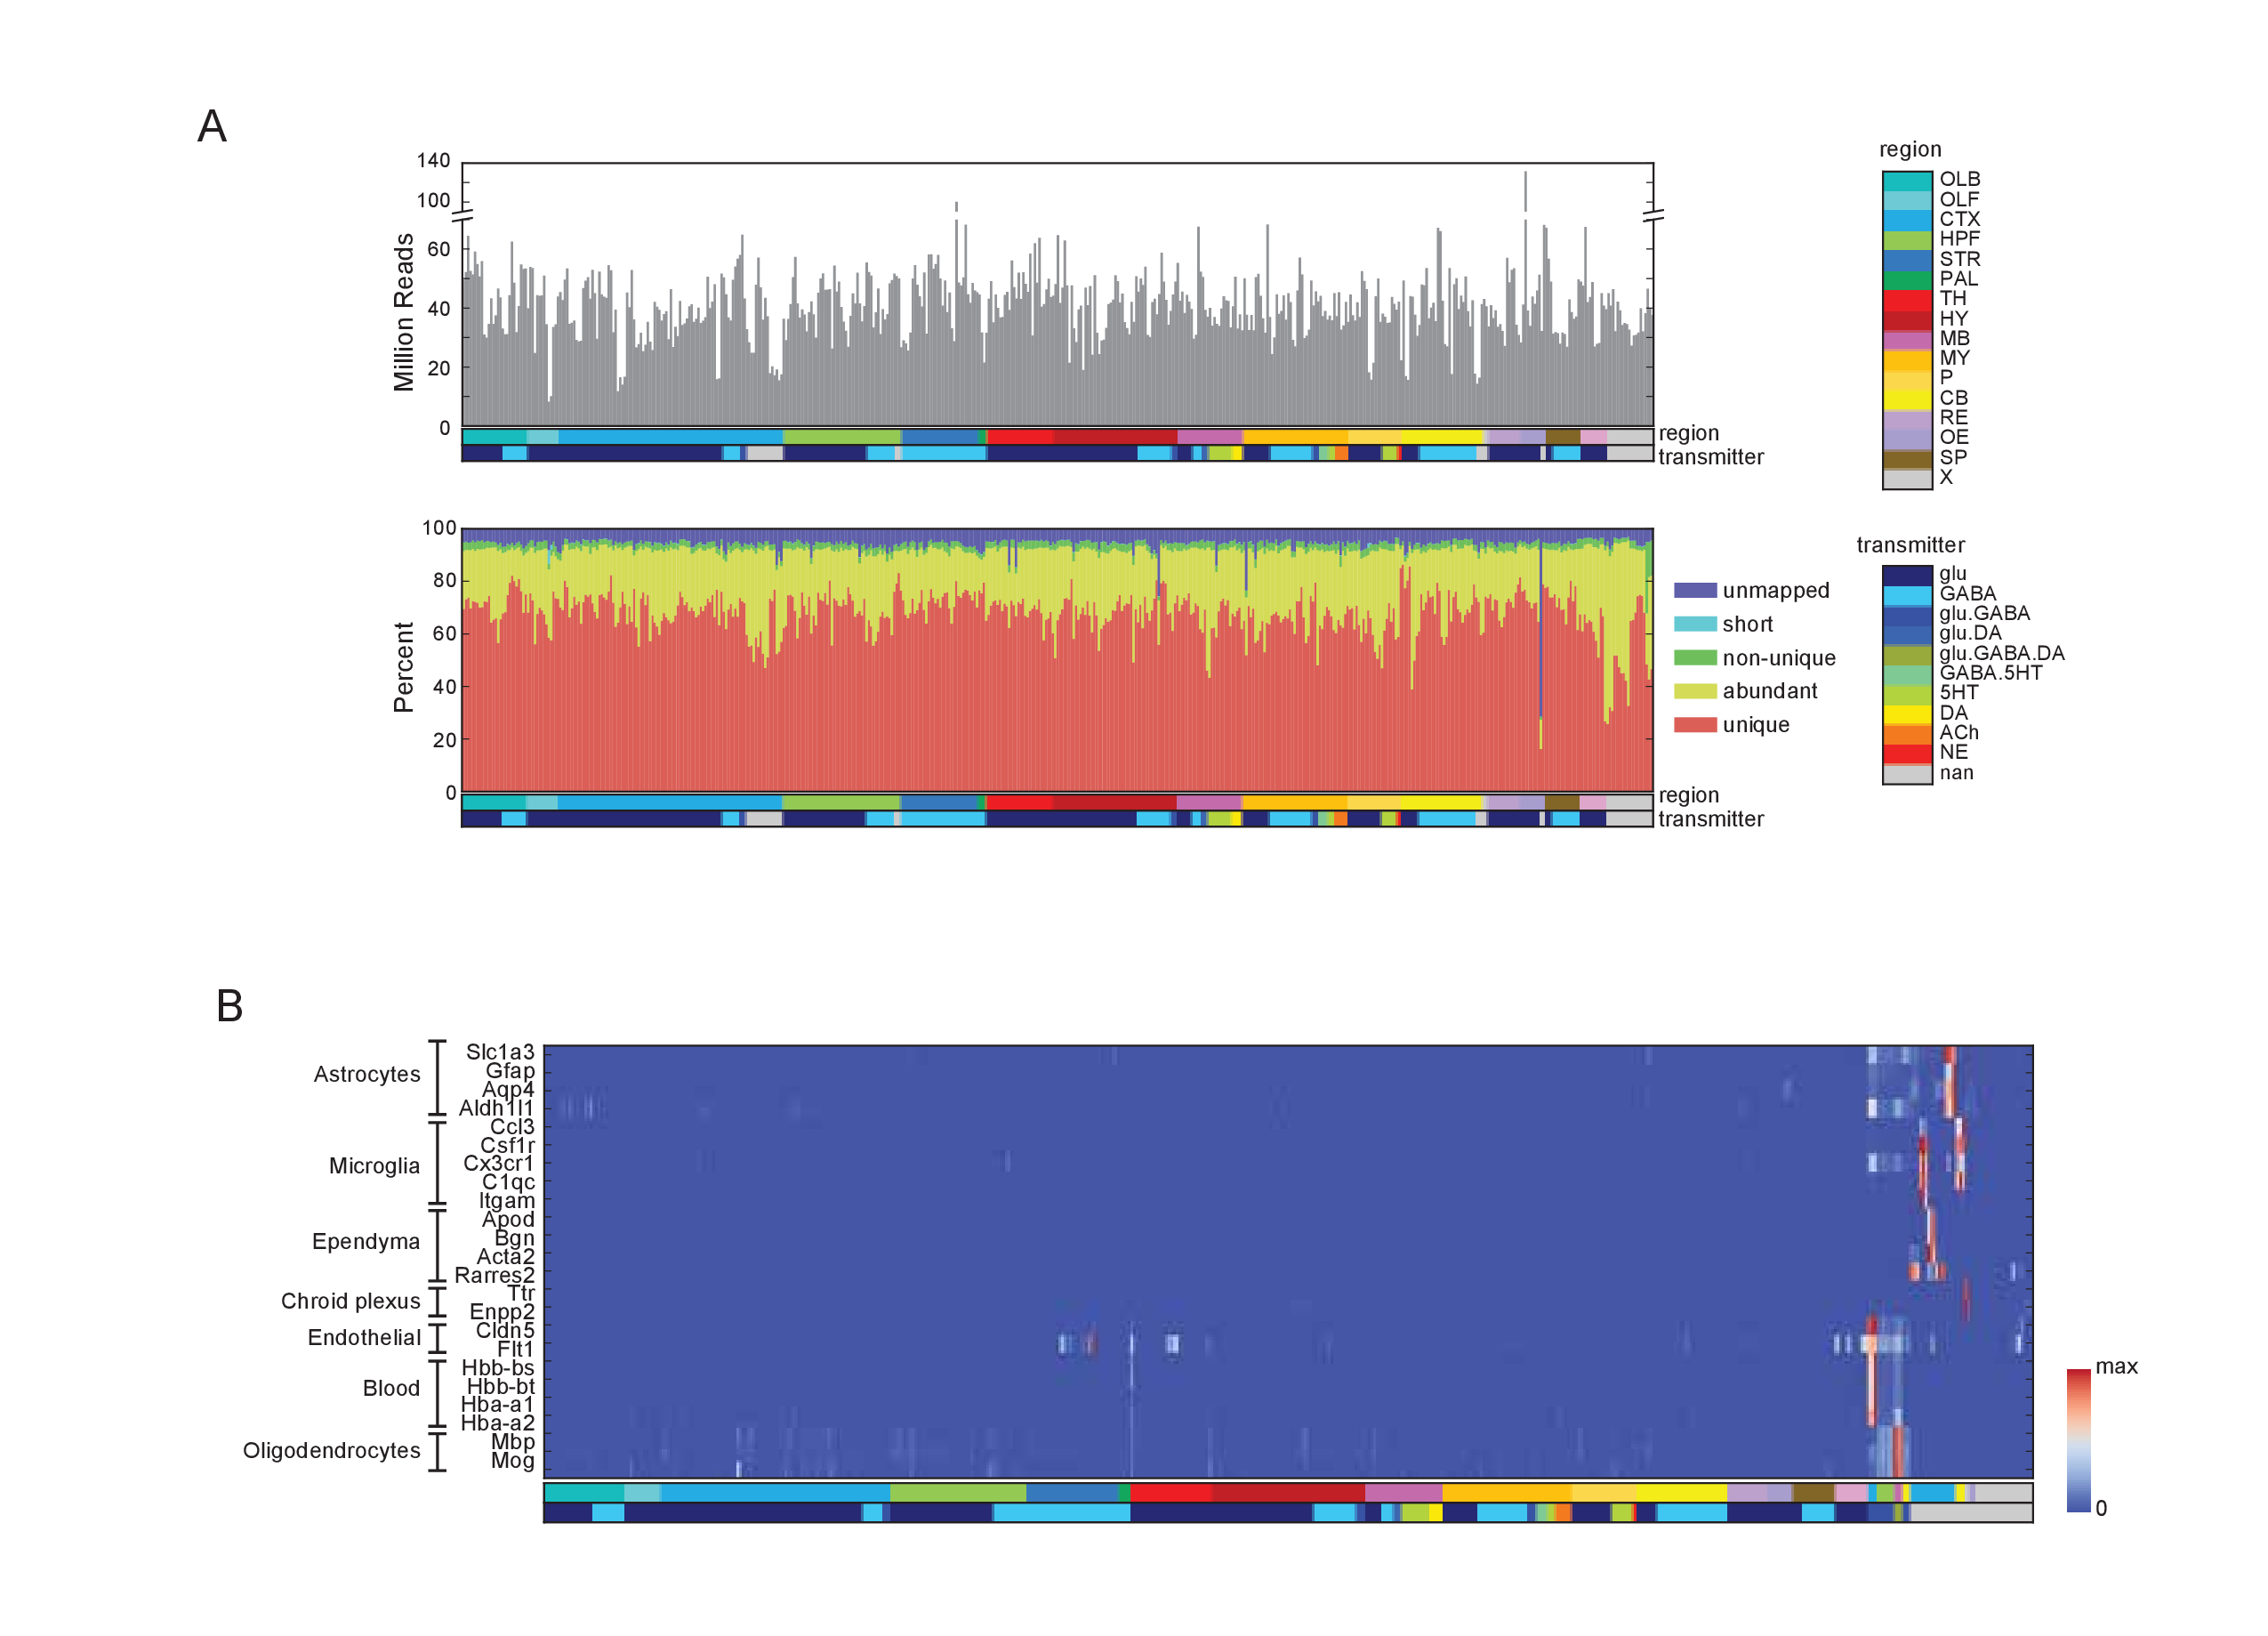 A
140
100
60
40
20
0
Million Reads
region
transmitter
100
80
60
40
20
0
Percent
region
transmitter
unmapped
short
non-unique
abundant
unique
region
OLB
OLF
CTX
HPF
STR
PAL
TH
HY
MB
MY
P
CB
RE
OE
SP
X
transmitter
glu
GABA
glu.GABA
glu.DA
glu.GABA.DA
GABA.5HT
5HT
DA
ACh
NE
nan
B
Astrocytes
Slc1a3
Gfap
Aqp4
Aldh1l1
Microglia
Ccl3
Csf1r
Cx3cr1
C1qc
Itgam
Ependyma
Apod
Bgn
Acta2
Rarres2
Chroid plexus
Ttr
Enpp2
Endothelial
Cldn5
Flt1
Blood
Hbb-bs
Hbb-bt
Hba-a1
Hba-a2
Oligodendrocytes
Mbp
Mog
max
0